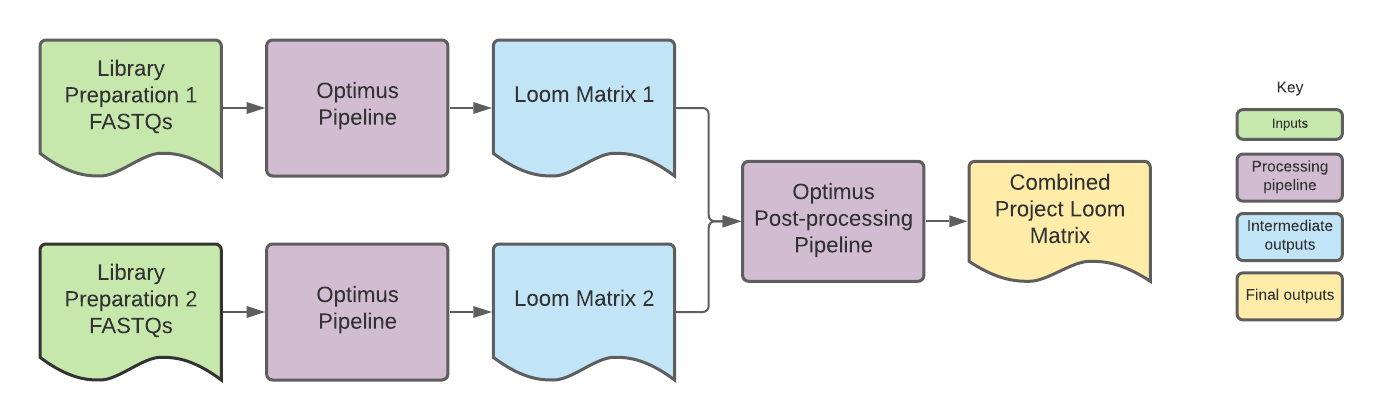 Library
Preparation 1
FASTQs
Optimus
Pipeline
Loom Matrix 1
Library
Preparation 2
FASTQs
Optimus
Pipeline
Loom Matrix 2
Optimus
Post-processing
Pipeline
Combined
Project Loom
Matrix
Key
Inputs
Processing
pipeline
Intermediate
outputs
Final outputs